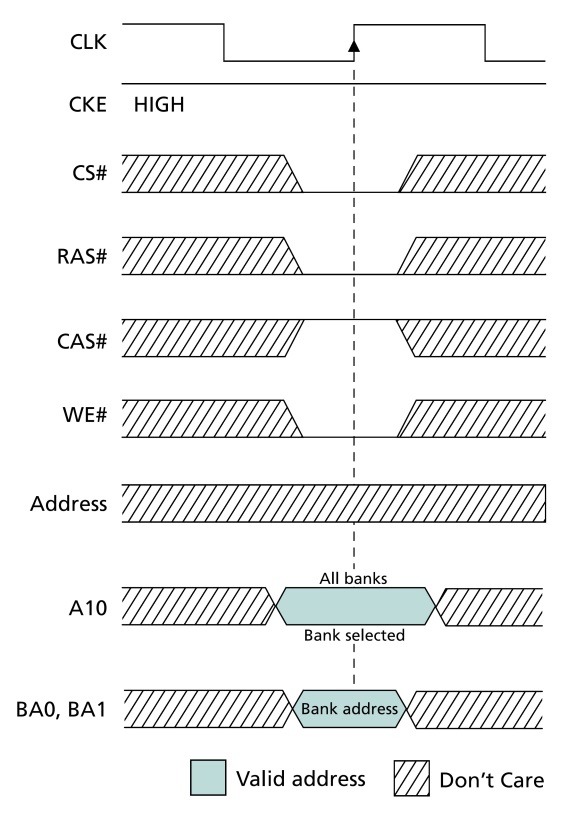 CLK
CKE HIGH
CS#
RAS#
CAS#
WE#
Address
All banks
A10
Bank selected
BA0, BA1 Bank address
Valid address Don't Care